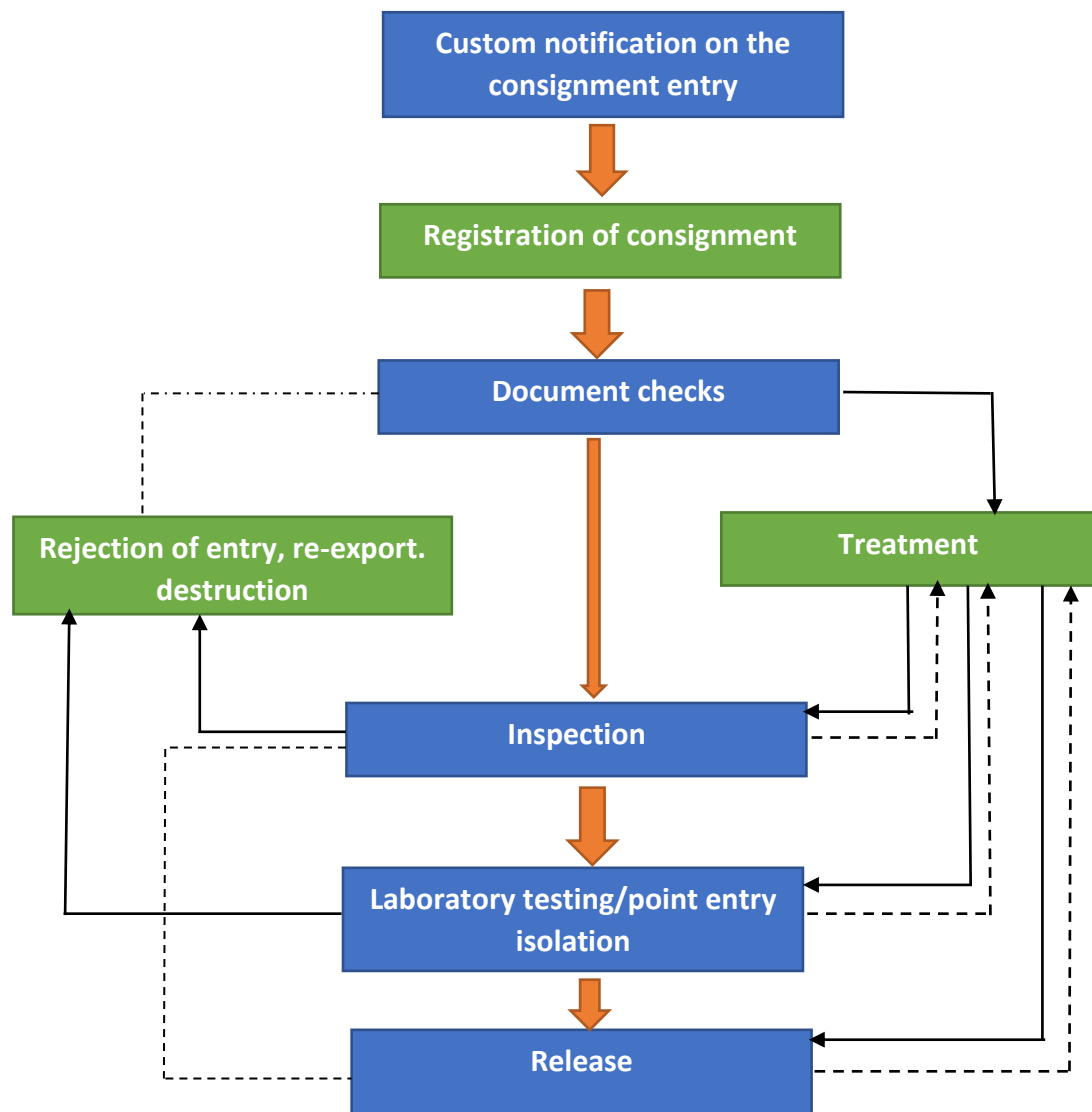 Custom notification on the
consignment entry
Registration of consignment
Document checks
Rejection of entry, re-export.
destruction
Treatment
Inspection
Laboratory testing/point entry
isolation
Release